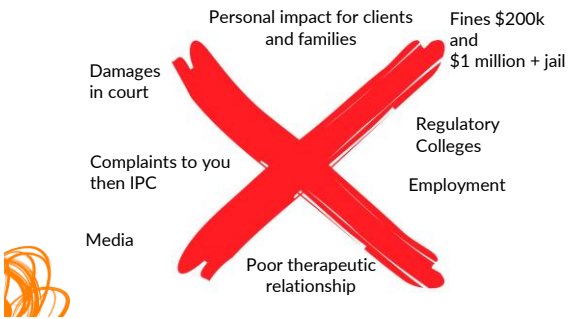 Personal impact for clients
and families
Fines $200k
and
$1 million + jail
Damages
in court
Regulatory
Colleges
Complaints to you
then IPC
Employment
Media
Poor therapeutic
relationship